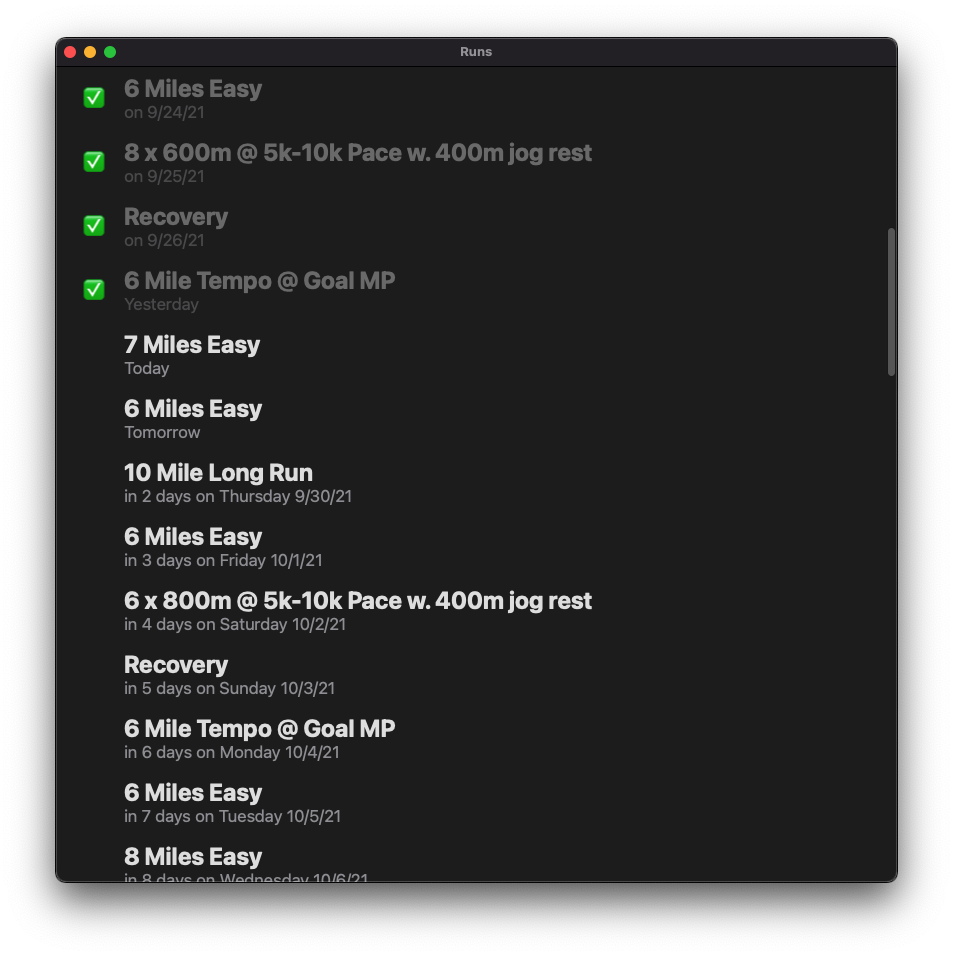 Runs
6 Miles Easy
on 9/24/21
8 x 600m @ 5k-10k Pace w. 400m jog rest
on 9/25/21
Recovery
on 9/26/21
6 Mile Tempo @ Goal MP
Yesterday
7 Miles Easy
Today
6 Miles Easy
Tomorrow
10 Mile Long Run
in 2 days on Thursday 9/30/21
6 Miles Easy
in 3 days on Friday 10/1/21
6 x 800m @ 5k-10k Pace w. 400m jog rest
in 4 days on Saturday 10/2/21
Recovery
in 5 days on Sunday 10/3/21
6 Mile Tempo @ Goal MP
in 6 days on Monday 10/4/21
6 Miles Easy
in 7 days on Tuesday 10/5/21
8 Miles Easy
in 8 days on Wednesday 10/6/21